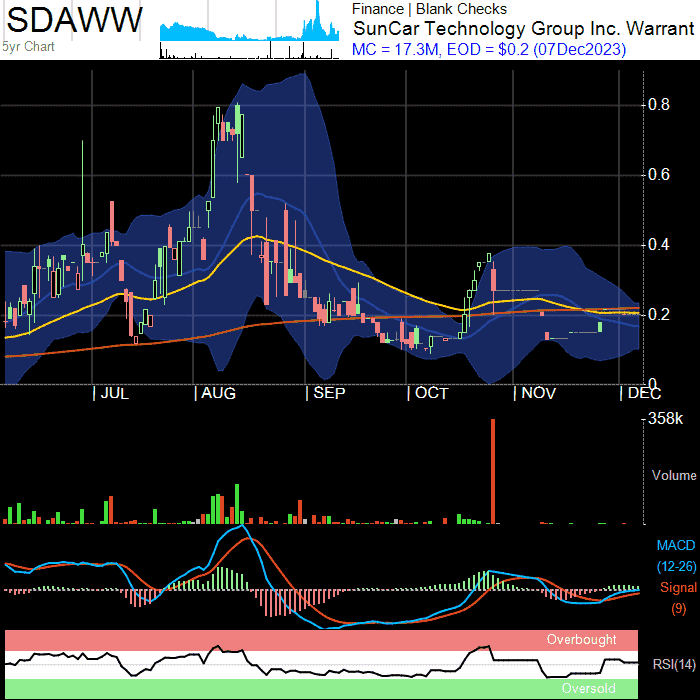 SDAWW
5yr Chart
Finance | Blank Checks
SunCar Technology Group Inc. Warrant
MC = 17.3M, EOD = $0.2 (07Dec2023)
0.8
0.6
0.4
0.2
0
| JUL | AUG | SEP | OCT | NOV | DEC
358k
Volume
MACD
(12-26)
Signal
(9)
Overbought
RSI(14)
Oversold